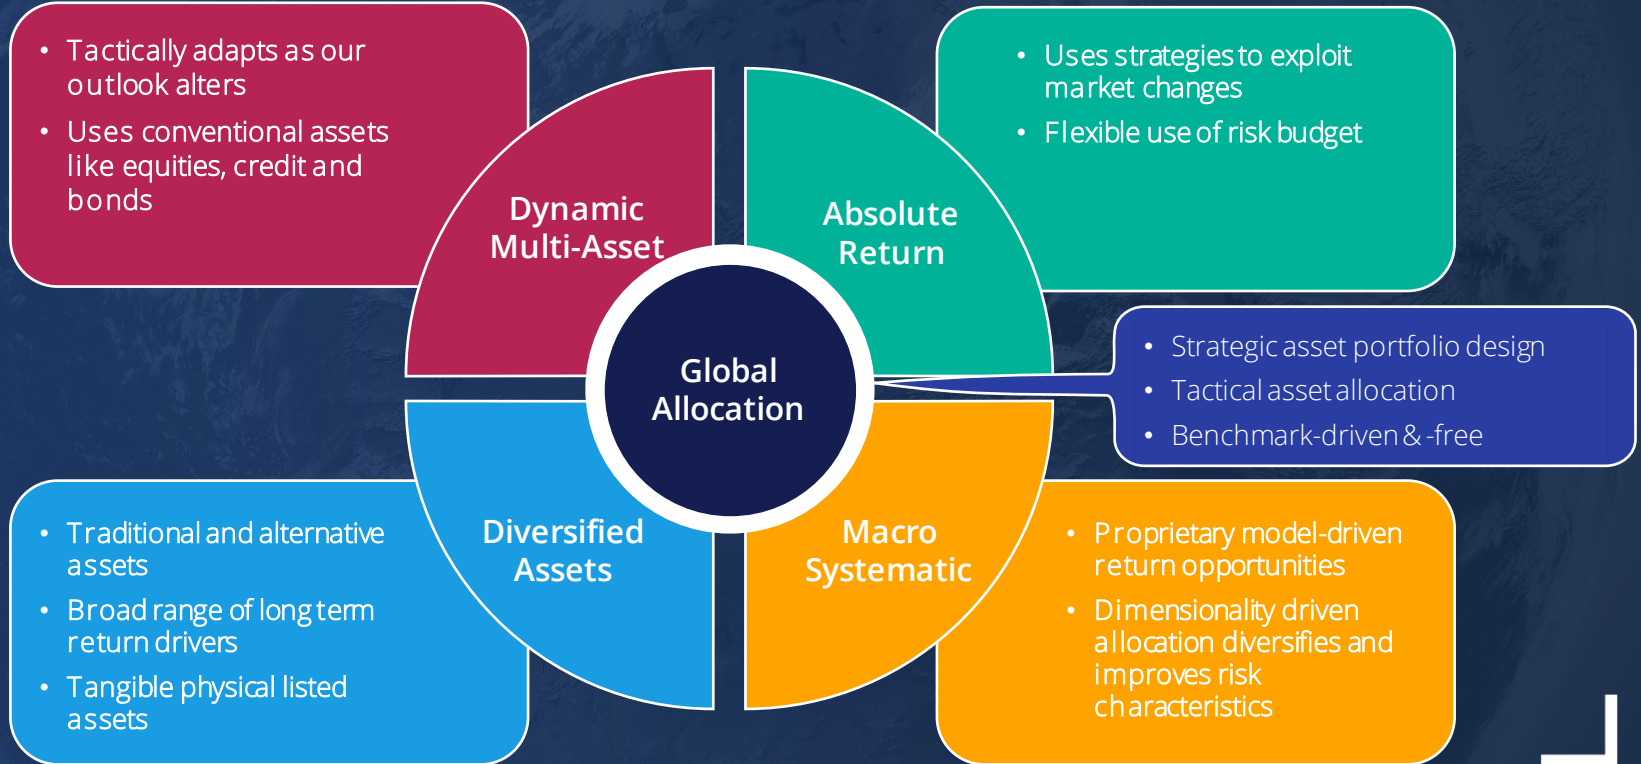 • Tactically adapts as our
outlook alters
• Uses conventional assets
like equities, credit and
bonds
Dynamic
Multi-Asset
• Uses strategies to exploit
market changes
• Flexible use of risk budget
Absolute
Return
Global
Allocation
• Strategic asset portfolio design
• Tactical asset allocation
• Benchmark-driven & -free
• Traditional and alternative
assets
• Broad range of long term
return drivers
• Tangible physical listed
assets
Diversified
Assets
Macro
Systematic
• Proprietary model-driven
return opportunities
• Dimensionality driven
allocation diversifies and
improves risk
characteristics